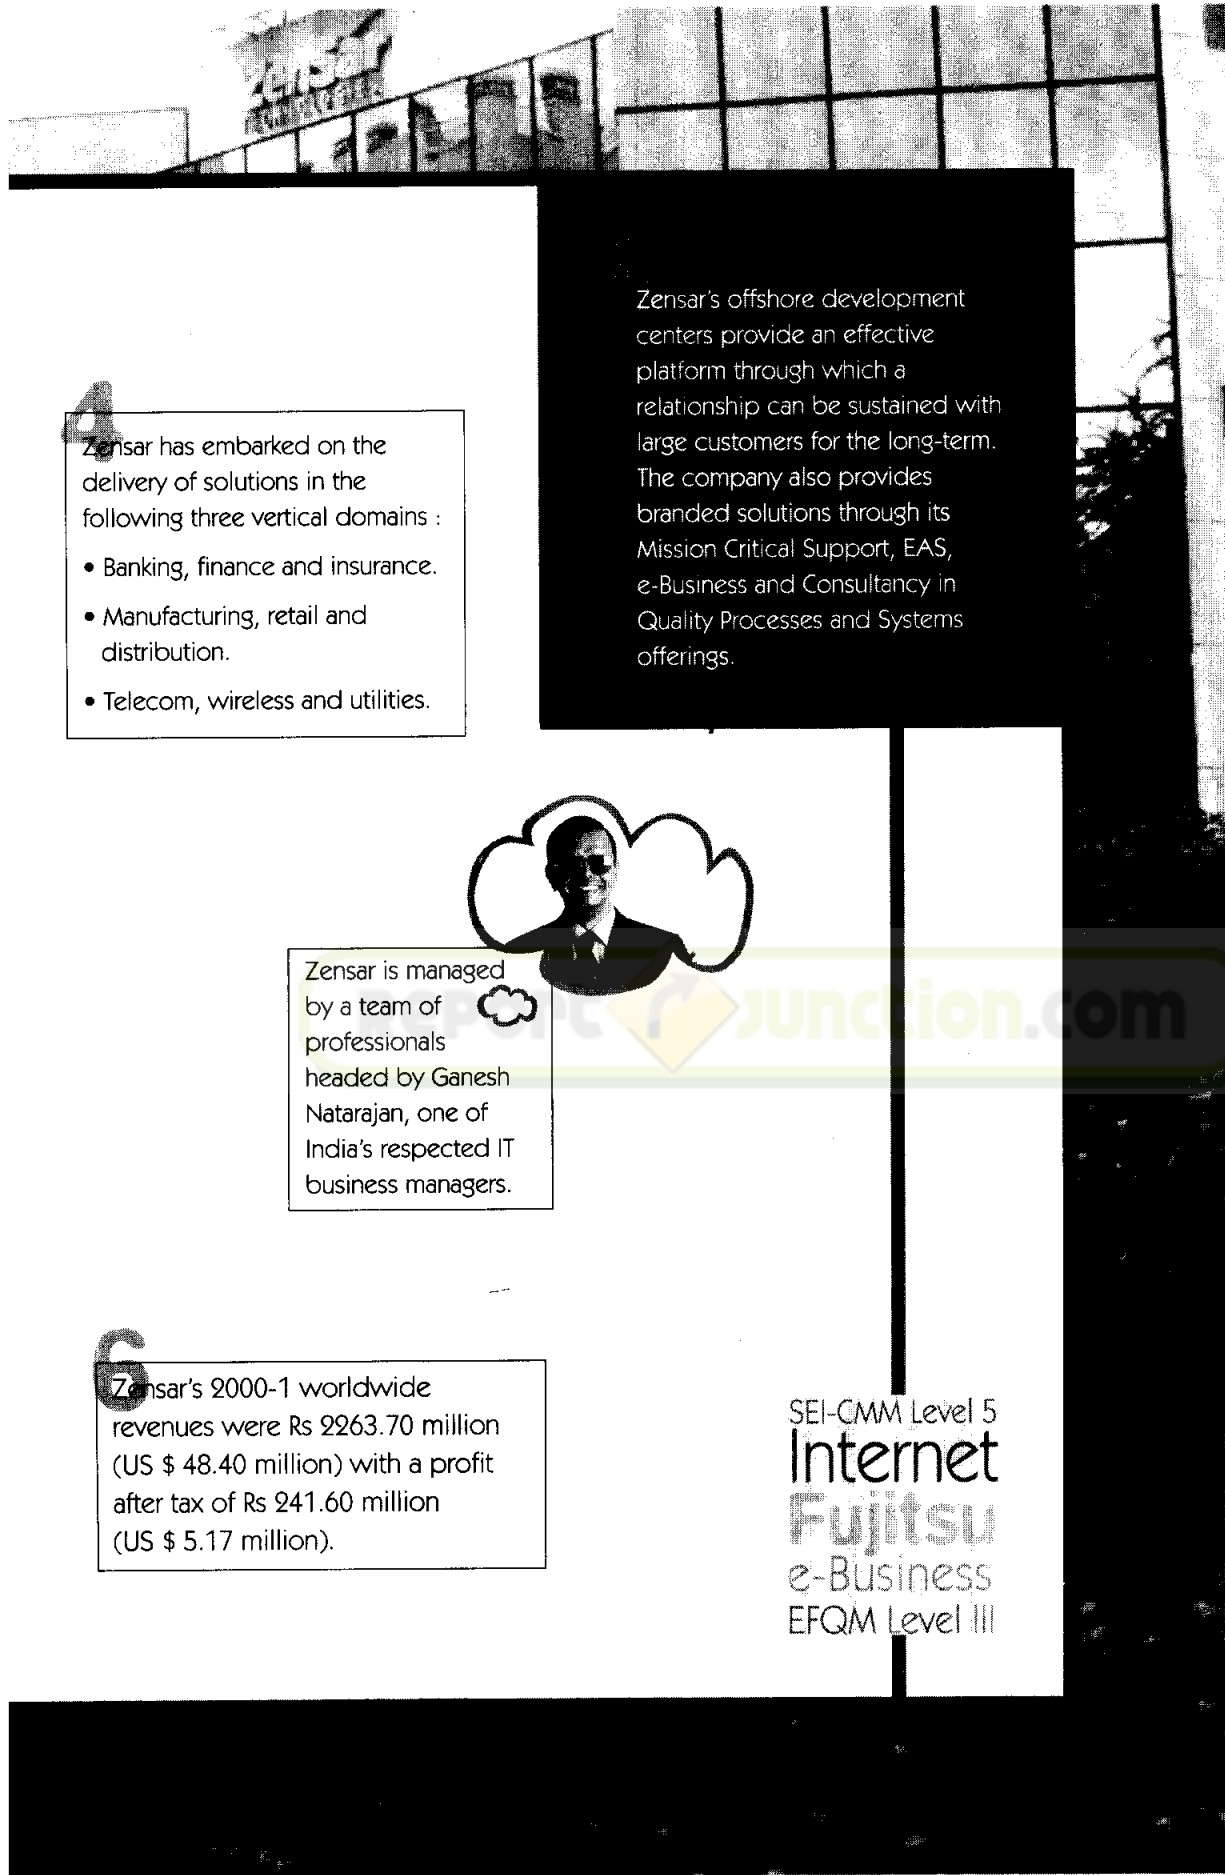 Zensar
Zensar's offshore development
centers provide an effective
platform through which a
relationship can be sustained with
large customers for the long-term.
The company also provides
branded solutions through its
Mission Critical Support, EAS,
e-Business and Consultancy in
Quality Processes and Systems
offerings.
4
Zensar has embarked on the
delivery of solutions in the
following three vertical domains :
• Banking, finance and insurance.
• Manufacturing, retail and
distribution.
• Telecom, wireless and utilities.
Zensar is managed
by a team of
professionals
headed by Ganesh
Natarajan, one of
India's respected IT
business managers.
Report Junction.com
6
Zensar's 2000-1 worldwide
revenues were Rs 2263.70 million
(US $ 48.40 million) with a profit
after tax of Rs 241.60 million
(US $ 5.17 million).
SEI-CMM Level 5
Internet
Fujitsu
e-Business
EFQM Level III